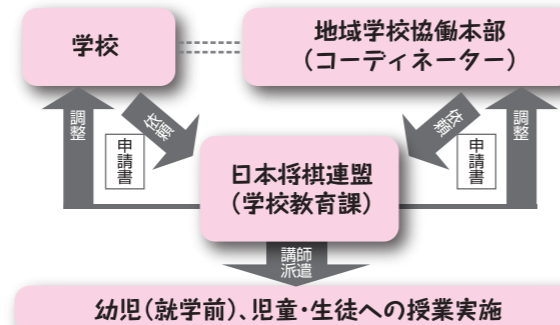 学校
地域学校協働本部
(コーディネーター)
調整
依頼
申請書
依頼
申請書
調整
日本将棋連盟
(学校教育課)
講師
派遣
幼児(就学前)、児童・生徒への授業実施